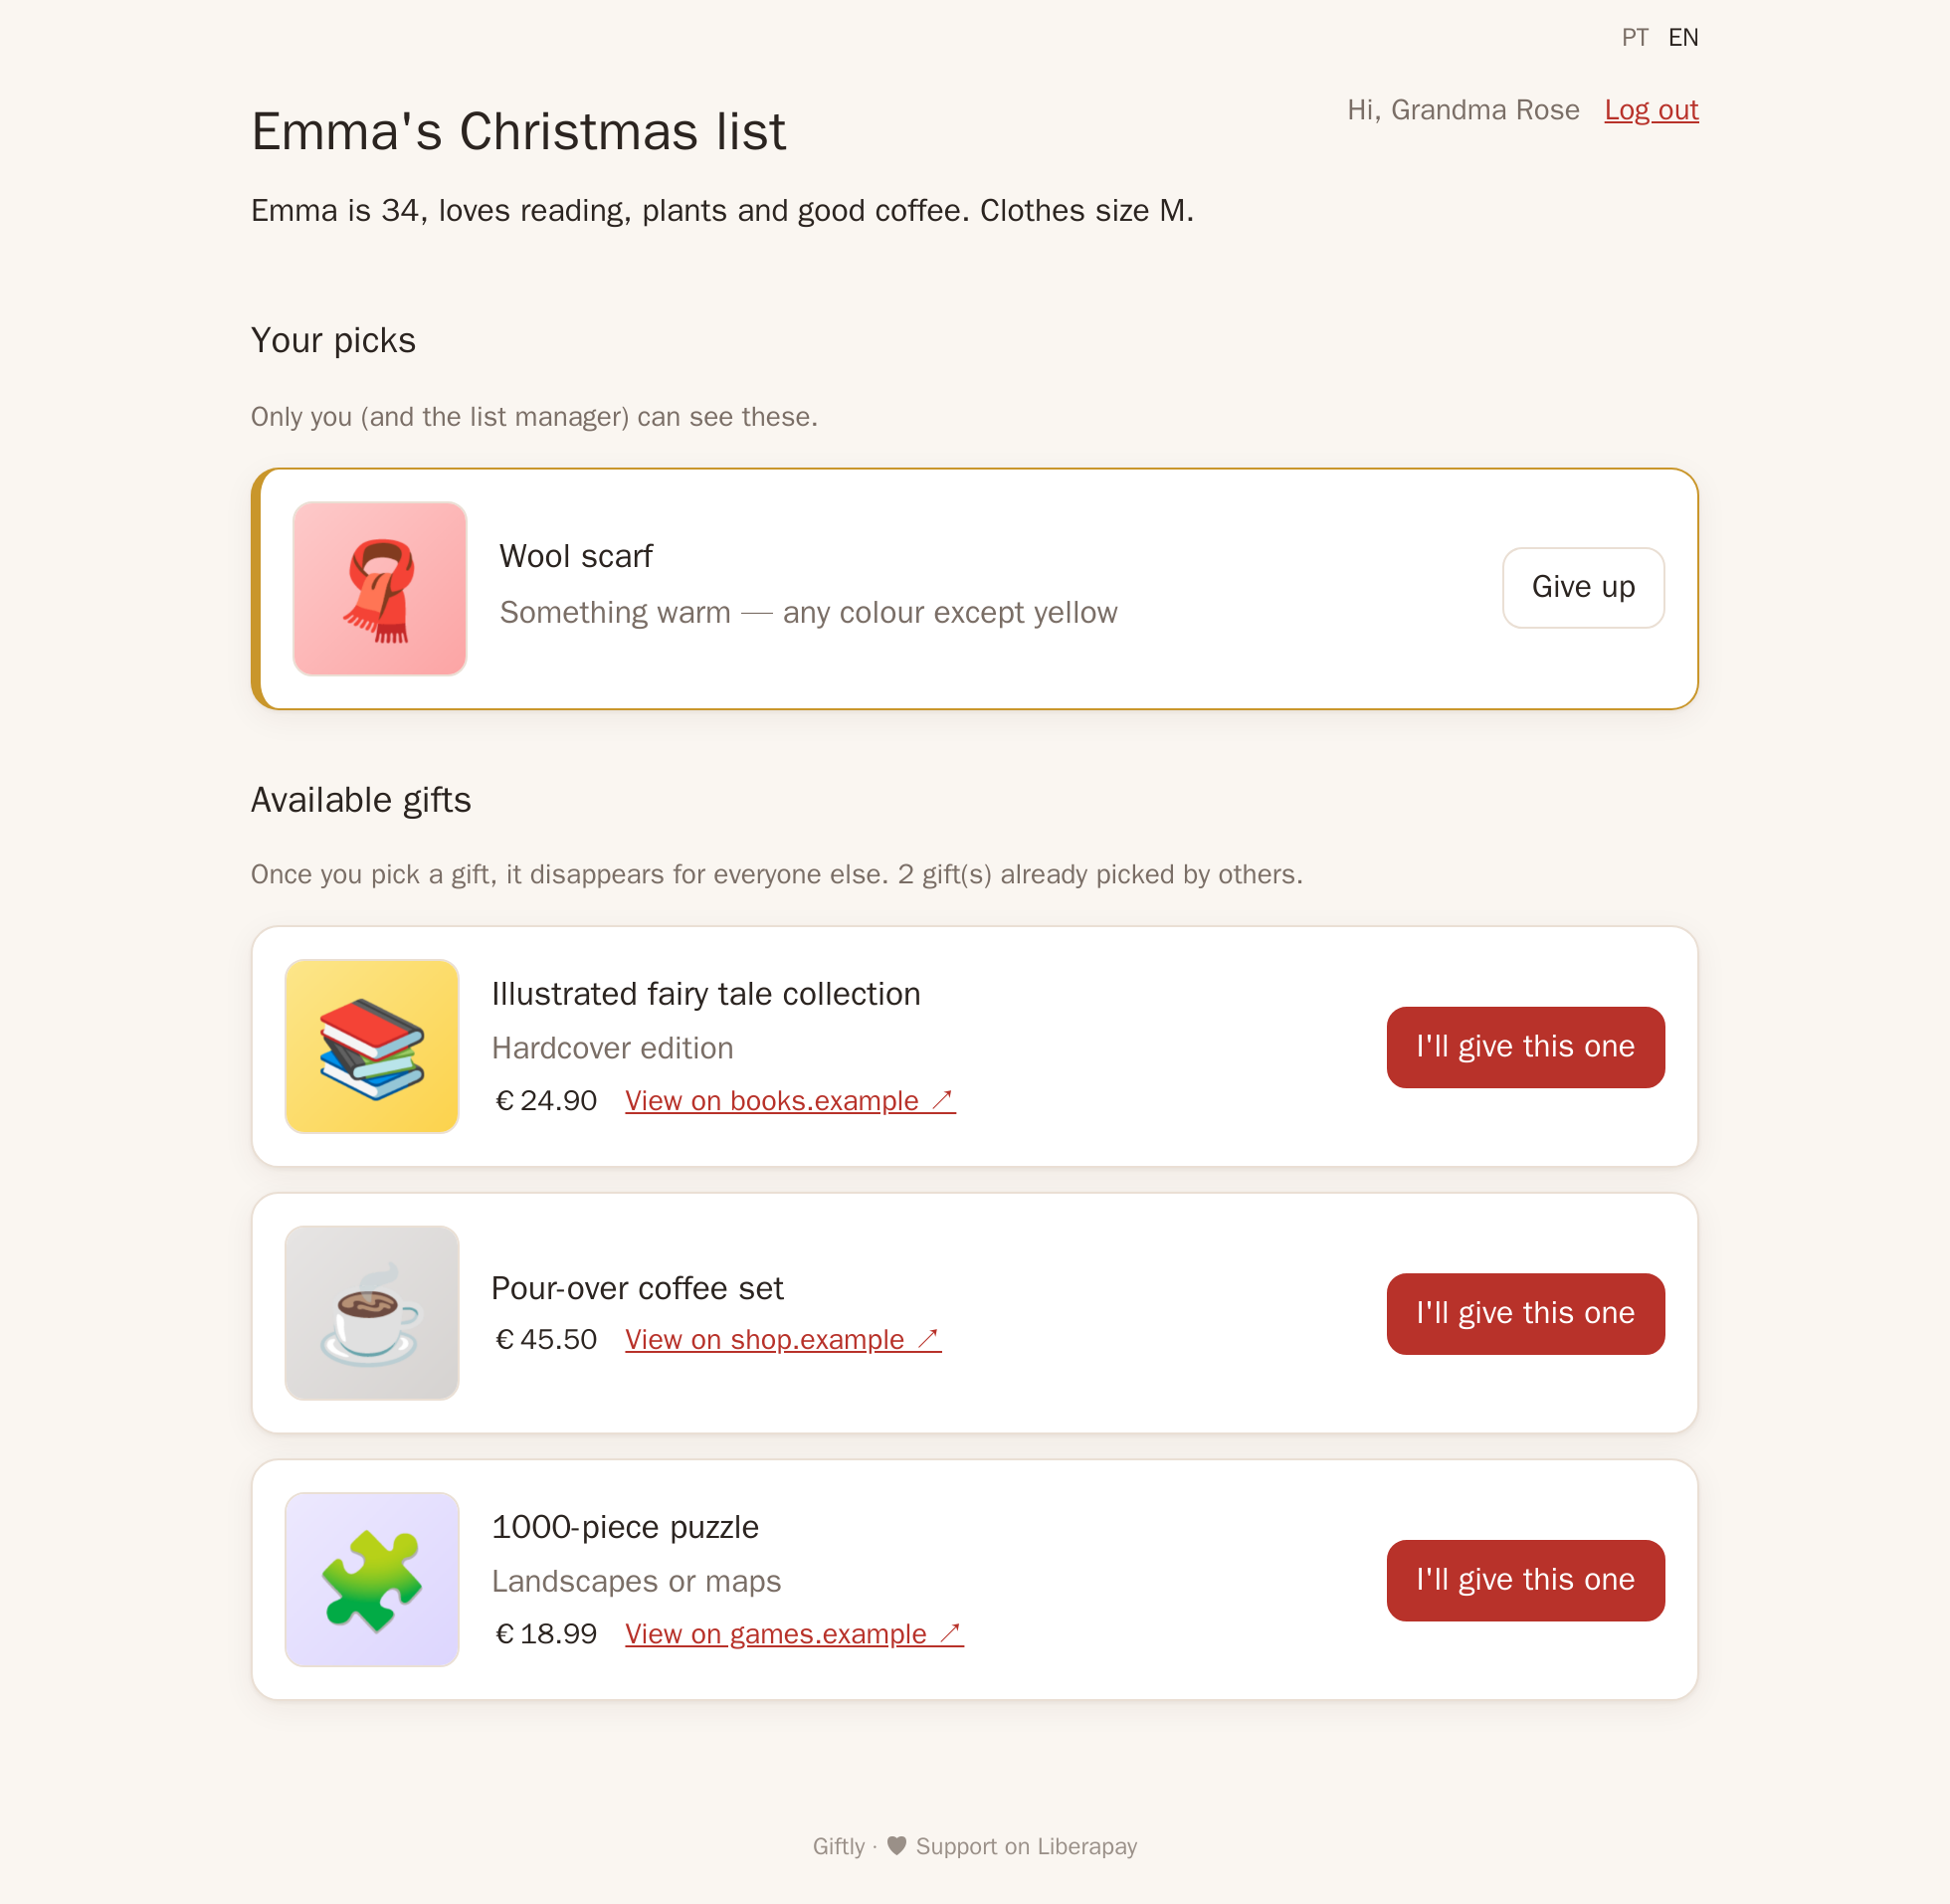 PT EN
Emma's Christmas list
Hi, Grandma Rose Log out
Emma is 34, loves reading, plants and good coffee. Clothes size M.
Your picks
Only you (and the list manager) can see these.
Wool scarf
Something warm — any colour except yellow
Give up
Available gifts
Once you pick a gift, it disappears for everyone else. 2 gift(s) already picked by others.
Illustrated fairy tale collection
Hardcover edition
€ 24.90 View on books.example ↗
I'll give this one
Pour-over coffee set
€ 45.50 View on shop.example ↗
I'll give this one
1000-piece puzzle
Landscapes or maps
€ 18.99 View on games.example ↗
I'll give this one
Giftly · ♥ Support on Liberapay